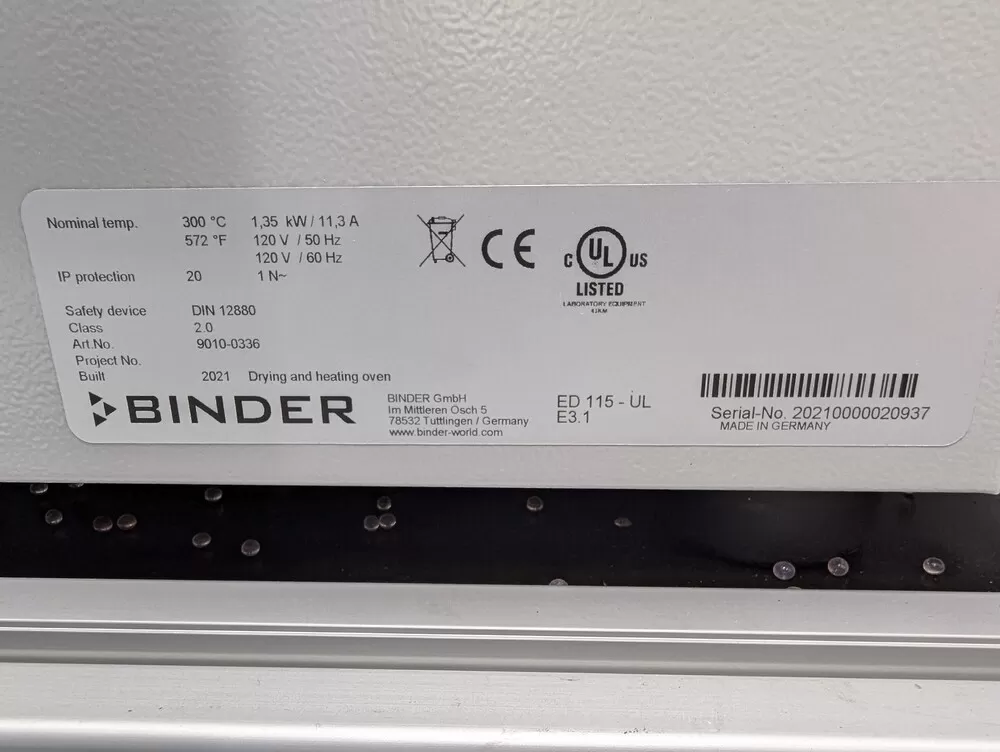 Nominal temp. 300 °C 1,35 kW / 11,3 A
572 °F 120 V / 50 Hz
120 V / 60 Hz
IP protection 20 1 N~
Safety device DIN 12880
Class 2.0
Art.No. 9010-0336
Project No.
Built 2021 Drying and heating oven
CE
C UL US
LISTED
LABORATORY EQUIPMENT
BINDER
BINDER GmbH
Im Mittleren Ösch 5
78532 Tuttlingen / Germany
www.binder-world.com
ED 115 - UL
E3.1
Serial-No. 20210000020937
MADE IN GERMANY